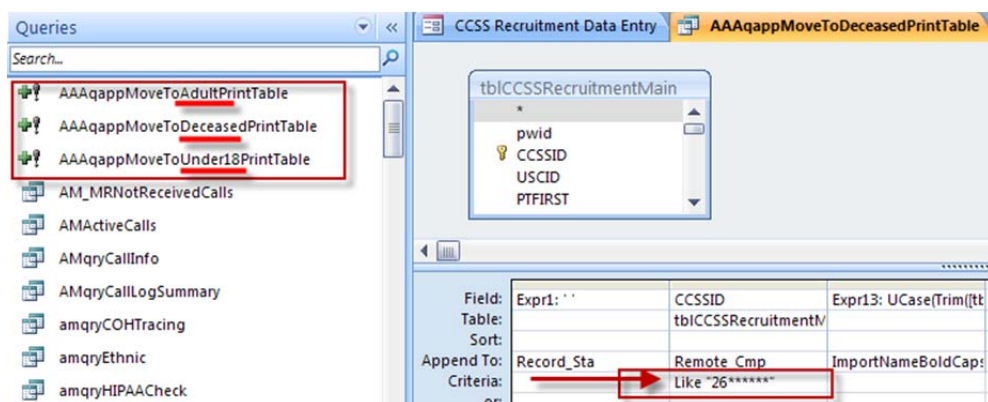 Queries
Search...
AAAqappMoveToAdultPrintTable
AAAqappMoveToDeceasedPrintTable
AAAqappMoveToUnder18PrintTable
AM_MRNotReceivedCalls
AMActiveCalls
AMqryCallInfo
AMqryCallLogSummary
amqryCOHTracing
amqryEthnic
amqryHIPAACheck
CCSS Recruitment Data Entry AAAqappMoveToDeceasedPrintTable
tblCCSSRecruitmentMain
*
pwid
CCSSID
USCID
PTFIRST
Field: Expr1: ' ' CCSSID Expr13: UCase(Trim([tb
Table: tblCCSSRecruitmentM
Sort:
Append To: Record_Sta Remote_Cmp ImportNameBoldCaps
Criteria: Like "26******"
or: